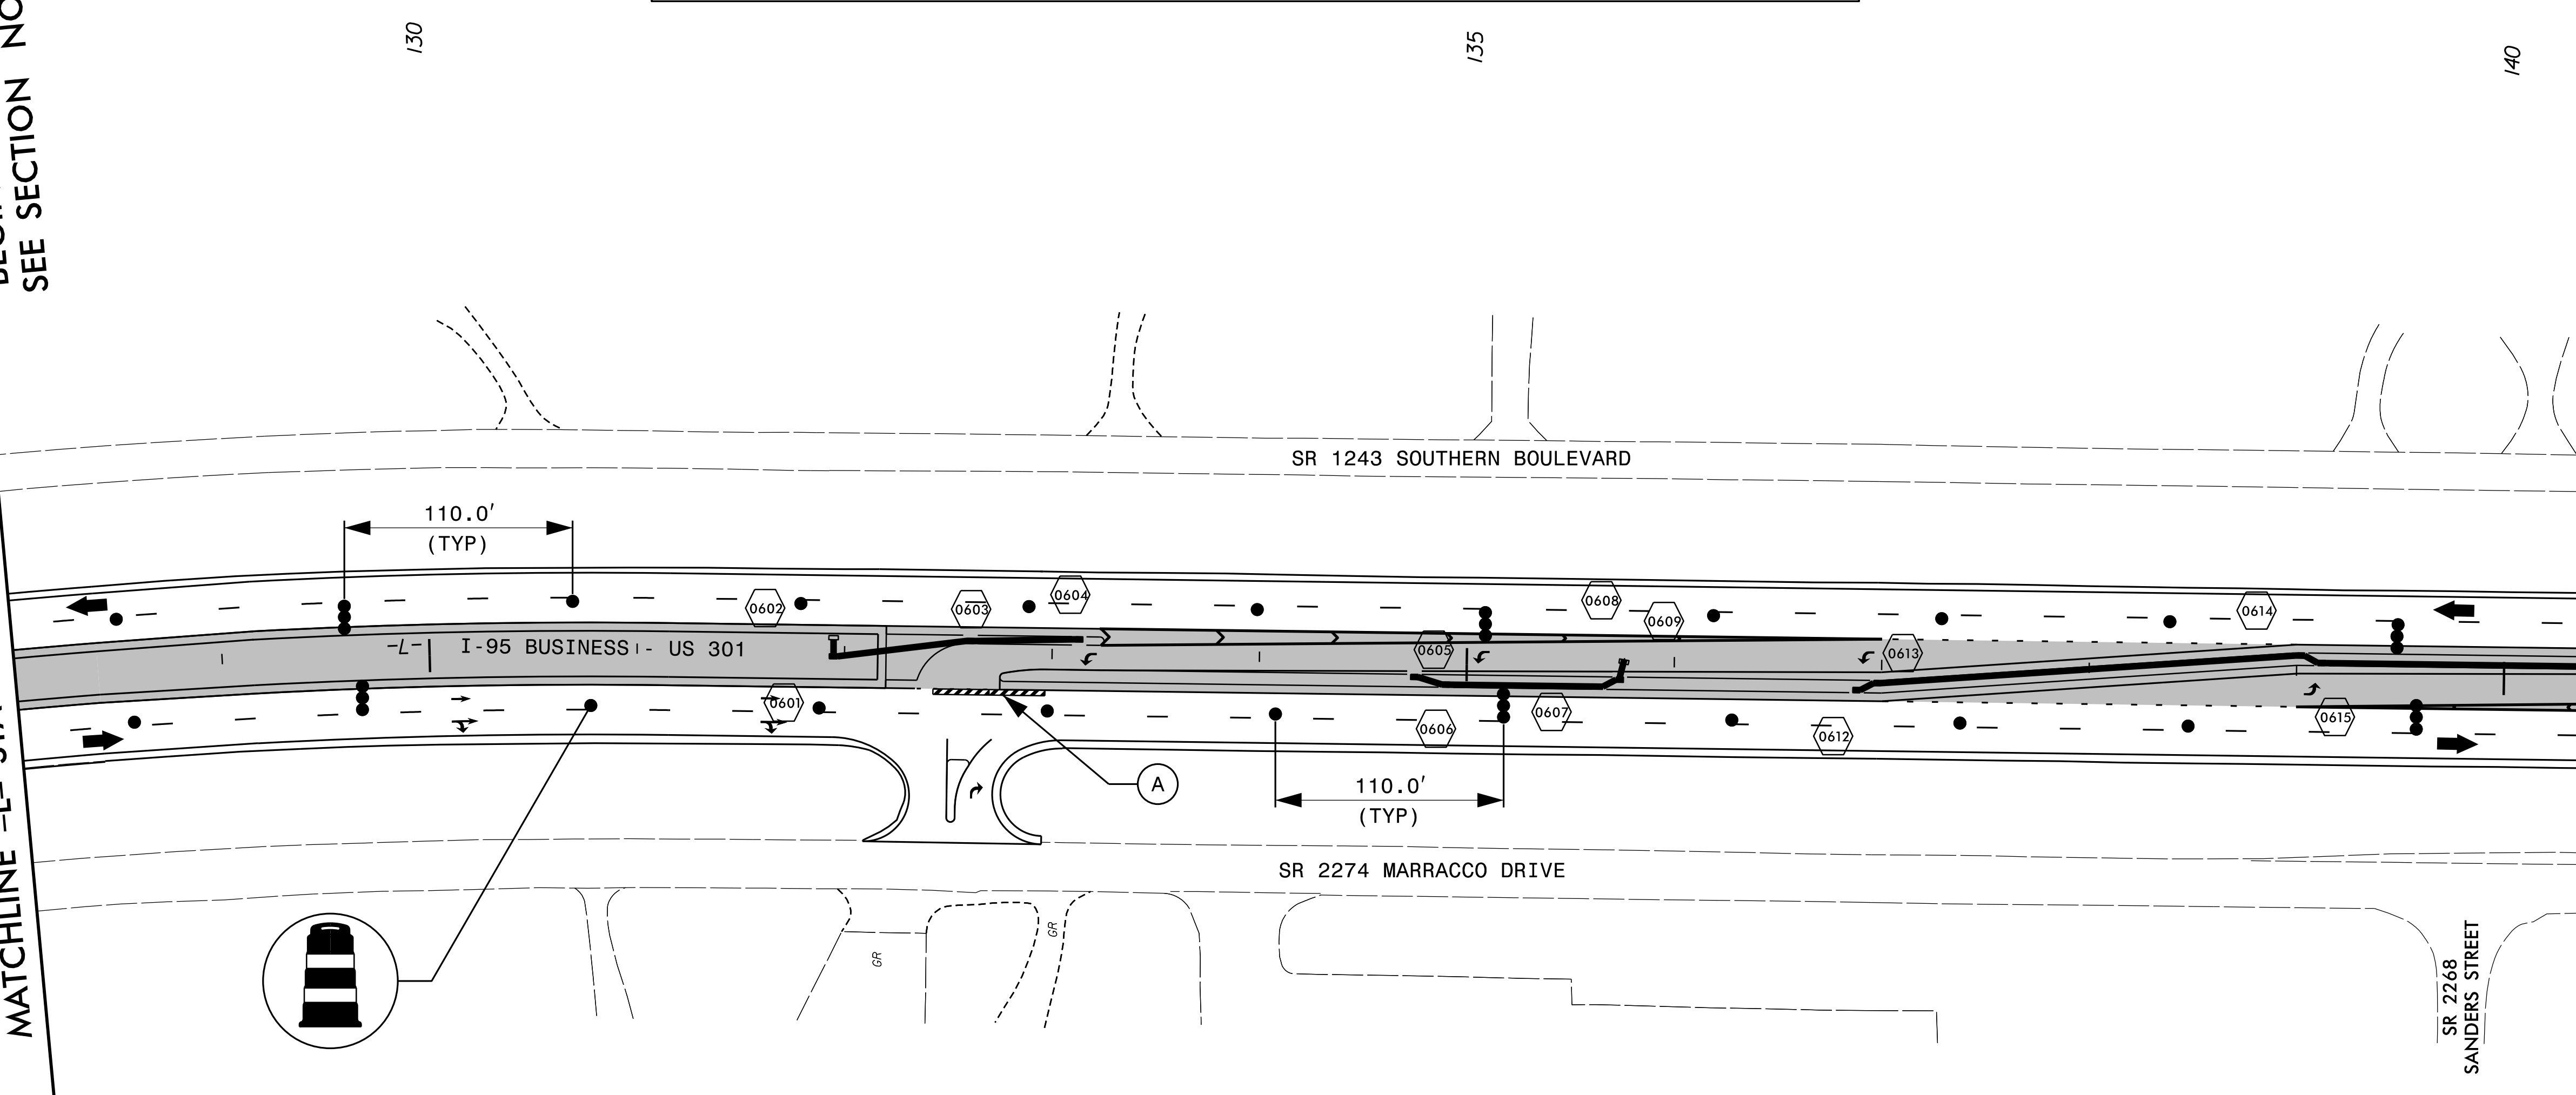 130
135
140
SEE SECTION NO
SR 1243 SOUTHERN BOULEVARD
110.0'
(TYP)
0602
0603
0604
0608
0609
0614
-L-
I-95 BUSINESS - US 301
0605
0613
0601
0606
0607
0612
0615
A
110.0'
(TYP)
SR 2274 MARRACCO DRIVE
GR
GR
MATCHLINE -L-
SR 2268
SANDERS STREET